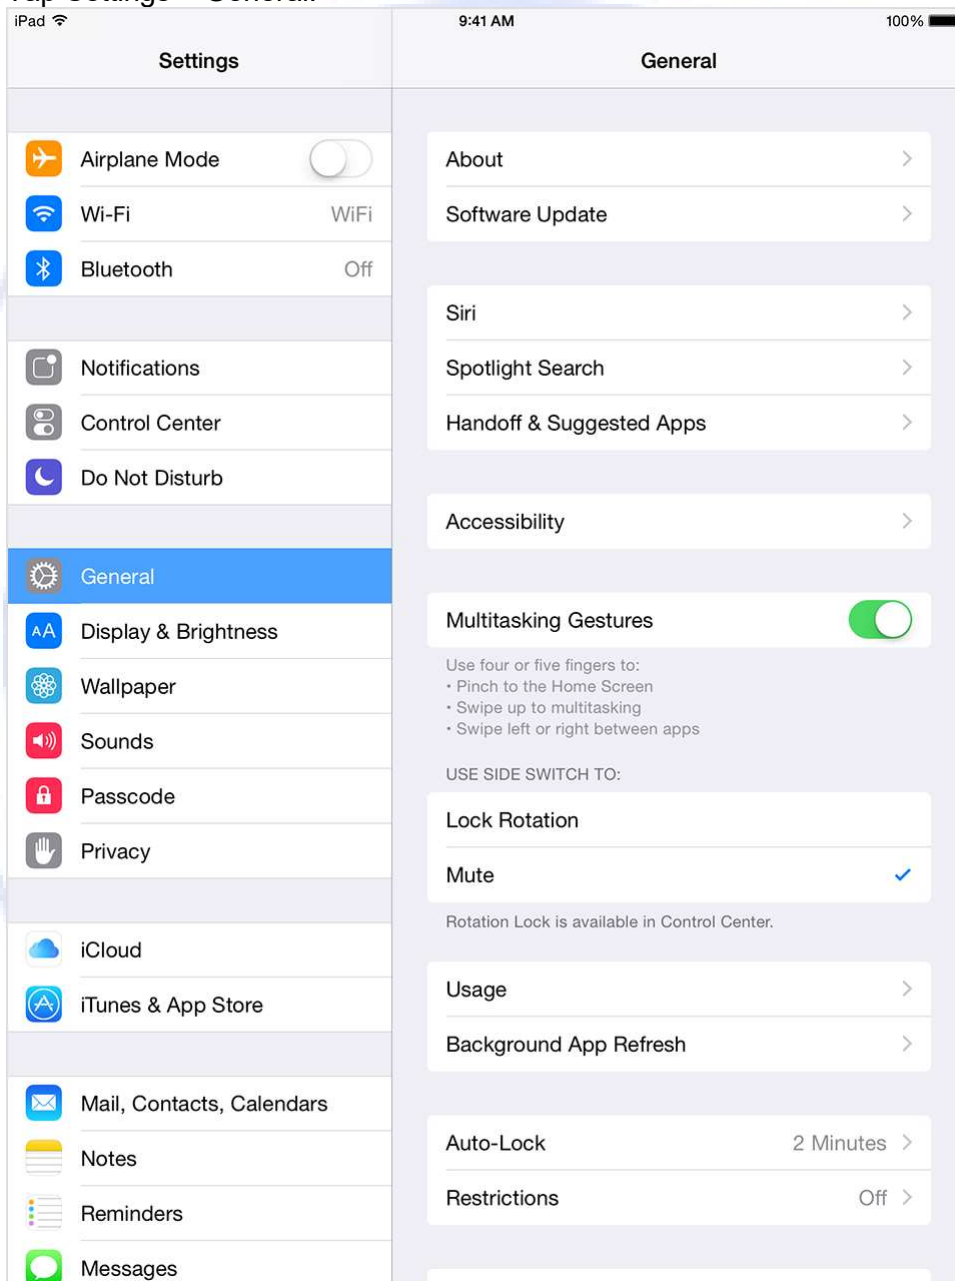 iPad
9:41 AM
100%
Settings
General
Airplane Mode
Wi-Fi WiFi
Bluetooth Off
Notifications
Control Center
Do Not Disturb
General
Display & Brightness
Wallpaper
Sounds
Passcode
Privacy
iCloud
iTunes & App Store
Mail, Contacts, Calendars
Notes
Reminders
Messages
About
Software Update
Siri
Spotlight Search
Handoff & Suggested Apps
Accessibility
Multitasking Gestures
Use four or five fingers to:
• Pinch to the Home Screen
• Swipe up to multitasking
• Swipe left or right between apps
USE SIDE SWITCH TO:
Lock Rotation
Mute
Rotation Lock is available in Control Center.
Usage
Background App Refresh
Auto-Lock 2 Minutes
Restrictions Off